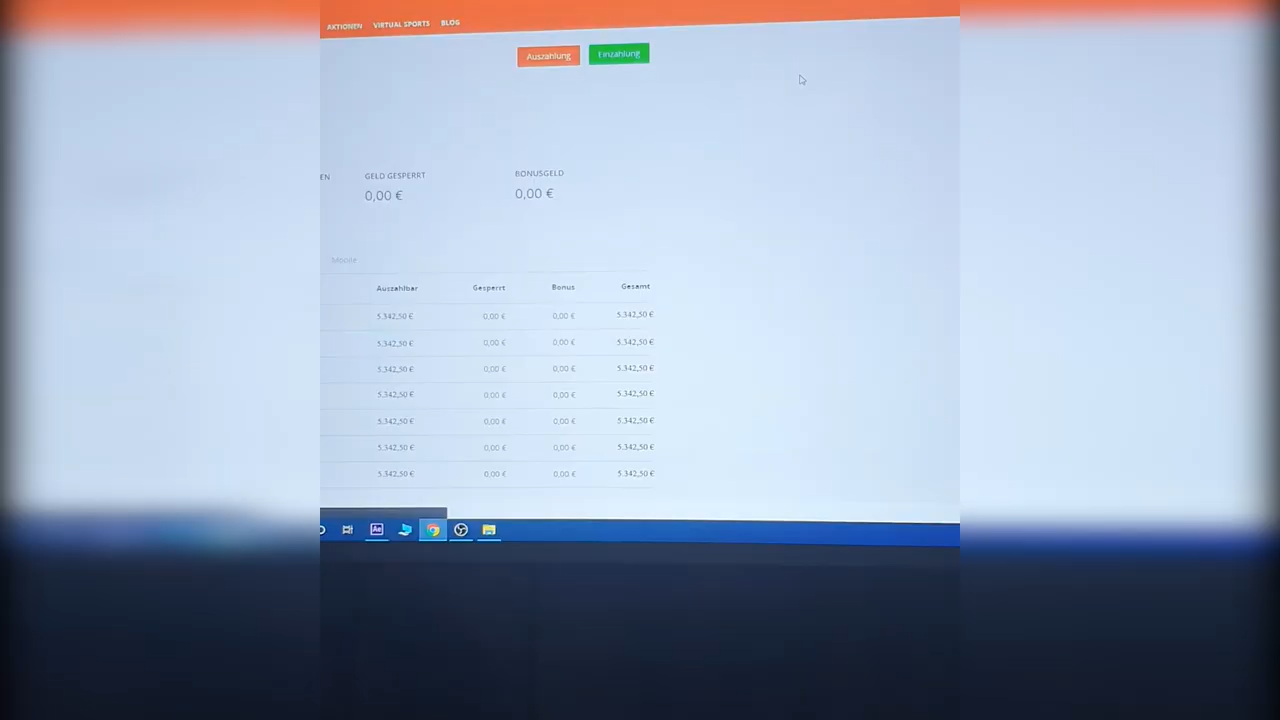 AKTIONEN VIRTUAL SPORTS BLOG
Auszahlung Einzahlung
EN GELD GESPERRT BONUSGELD
0,00 € 0,00 €
Mobile
Auszahlbar Gesperrt Bonus Gesamt
5.342,50 € 0,00 € 0,00 € 5.342,50 €
5.342,50 € 0,00 € 0,00 € 5.342,50 €
5.342,50 € 0,00 € 0,00 € 5.342,50 €
5.342,50 € 0,00 € 0,00 € 5.342,50 €
5.342,50 € 0,00 € 0,00 € 5.342,50 €
5.342,50 € 0,00 € 0,00 € 5.342,50 €
5.342,50 € 0,00 € 0,00 € 5.342,50 €
Ae